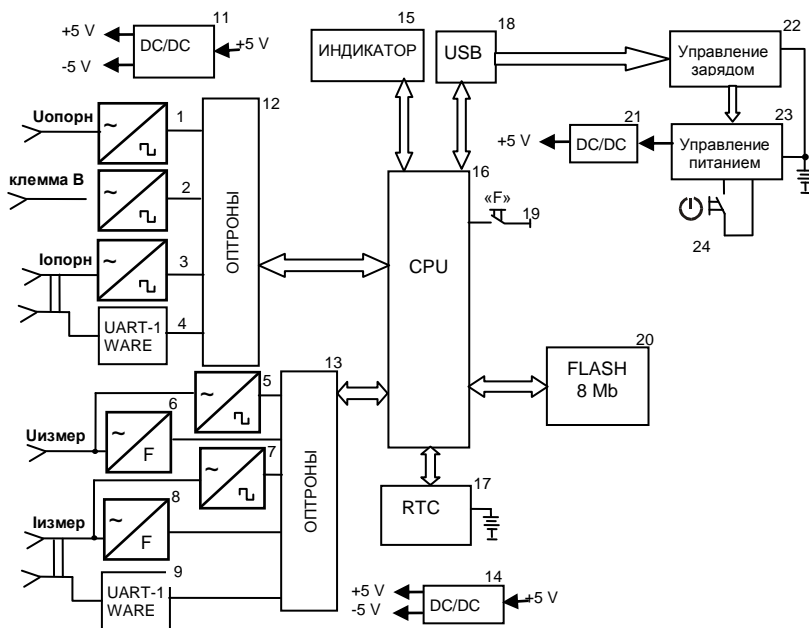 11
+5 V
DC/DC
+5 V
-5 V
15
ИНДИКАТОР
18
USB
22
Управление
зарядом
12
Uопорн
~
1
21
+5 V
DC/DC
23
Управление
питанием
клемма В
~
2
16
«F»
19
24
Iопорн
~
3
ОПТРОНЫ
CPU
UART-1
WARE
4
20
FLASH
8 Mb
13
~
5
6
Uизмер
~
F
7
~
ОПТРОНЫ
8
Iизмер
~
F
17
RTC
9
UART-1
WARE
14
+5 V
-5 V
DC/DC
+5 V